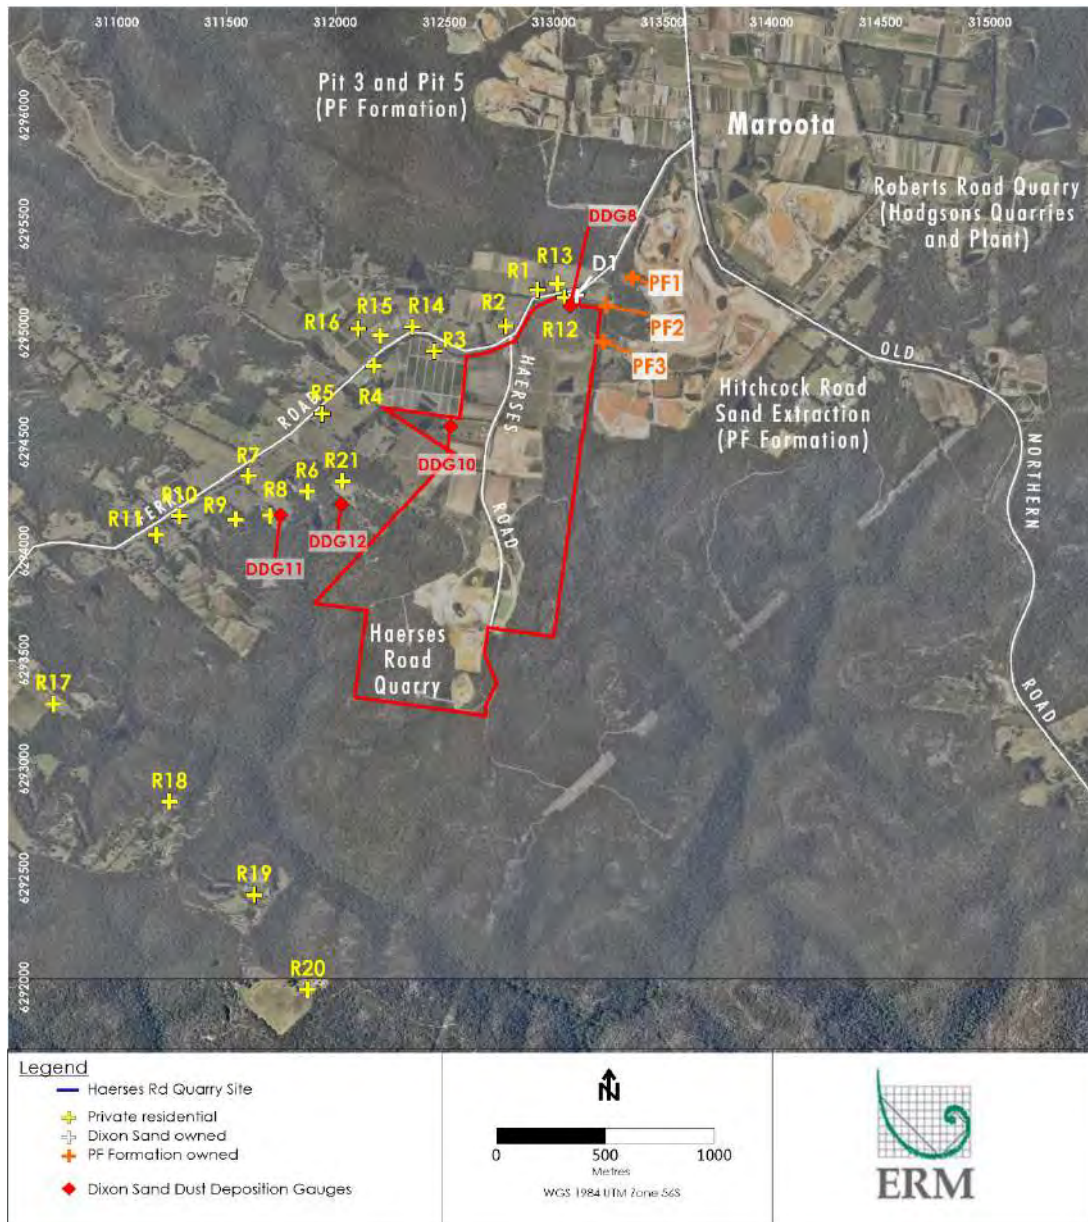 311000
311500
312000
312500
313000
313500
314000
314500
315000
6296000
6295500
6295000
6294500
6294000
6293500
6293000
6292500
6292000
Pit 3 and Pit 5
(PF Formation)
Maroota
Roberts Road Quarry
(Hodgsons Quarries
and Plant)
DDG8
R13
D1
R1
PF1
R15
R14
R2
R16
R12
PF2
R3
PF3
HAERSES
OLD
R5
R4
ROAD
Hitchcock Road
Sand Extraction
(PF Formation)
NORTHERN
DDG10
R7
R6
R21
R10
R9
R8
R11
ROAD
DDG12
DDG11
Haerses
Road
Quarry
R17
ROAD
R18
R19
R20
Legend
Haerses Rd Quarry Site
Private residential
Dixon Sand owned
PF Formation owned
Dixon Sand Dust Deposition Gauges
N
0
500
1000
Metres
WGS 1984 UTM Zone 56S
ERM